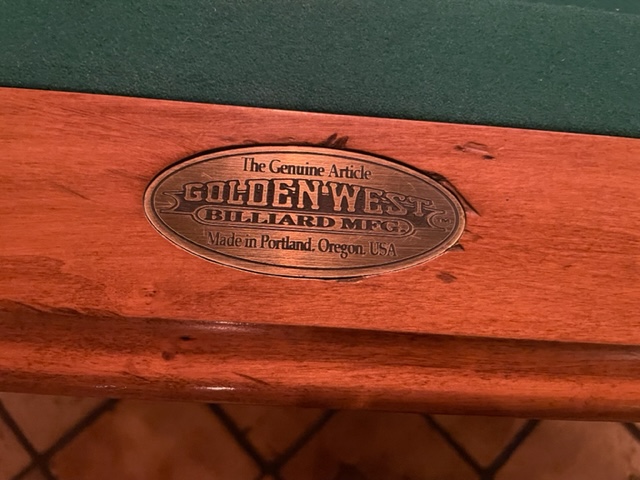 The Genuine Article
GOLDEN WEST
BILLIARD MFG.
Made in Portland, Oregon, USA